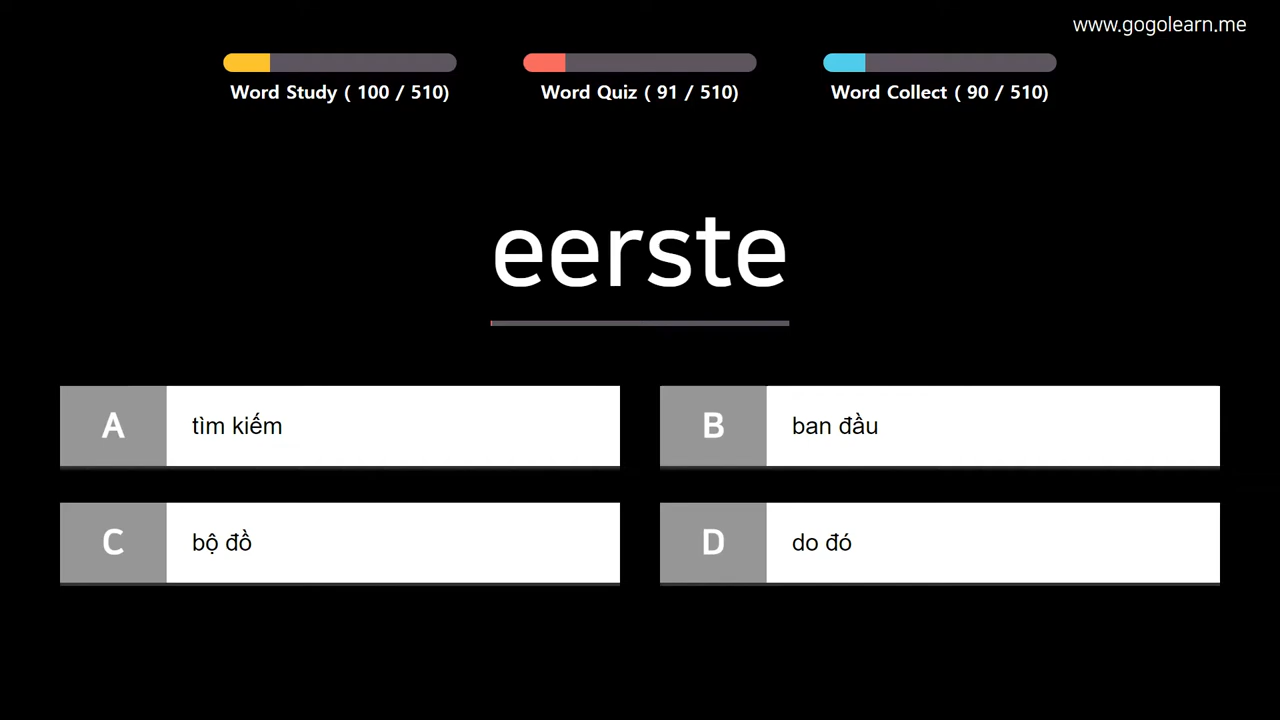 www.gogolearn.me
Word Study ( 100 / 510)
Word Quiz ( 91 / 510)
Word Collect ( 90 / 510)
eerste
A tìm kiếm
B ban đầu
C bộ đồ
D do đó